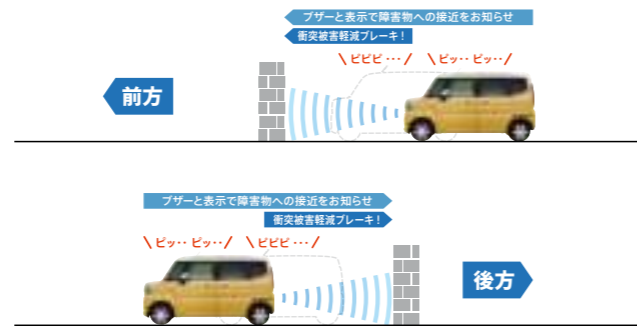 ブザーと表示で障害物への接近をお知らせ
衝突被害軽減ブレーキ！
ピピピ・・・ ピッ・・ ピッ・・
前方
ブザーと表示で障害物への接近をお知らせ
衝突被害軽減ブレーキ！
ピッ・・ ピッ・・ ピピピ・・・
後方